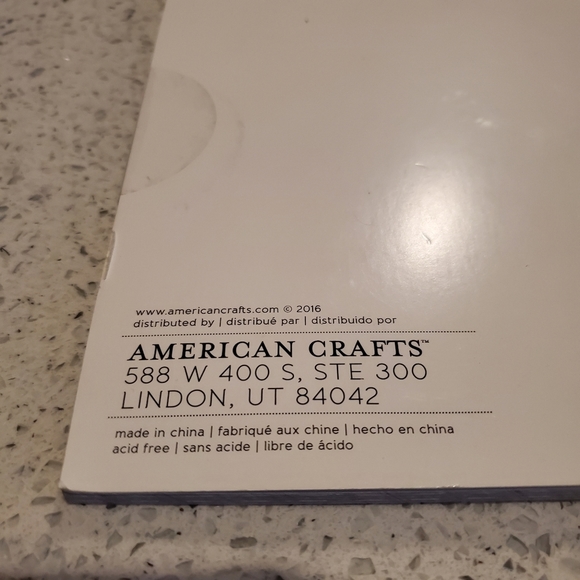 www.americancrafts.com © 2016
distributed by | distribué par | distribuido por
AMERICAN CRAFTS™
588 W 400 S, STE 300
LINDON, UT 84042
made in china | fabriqué aux chine | hecho en china
acid free | sans acide | libre de ácido